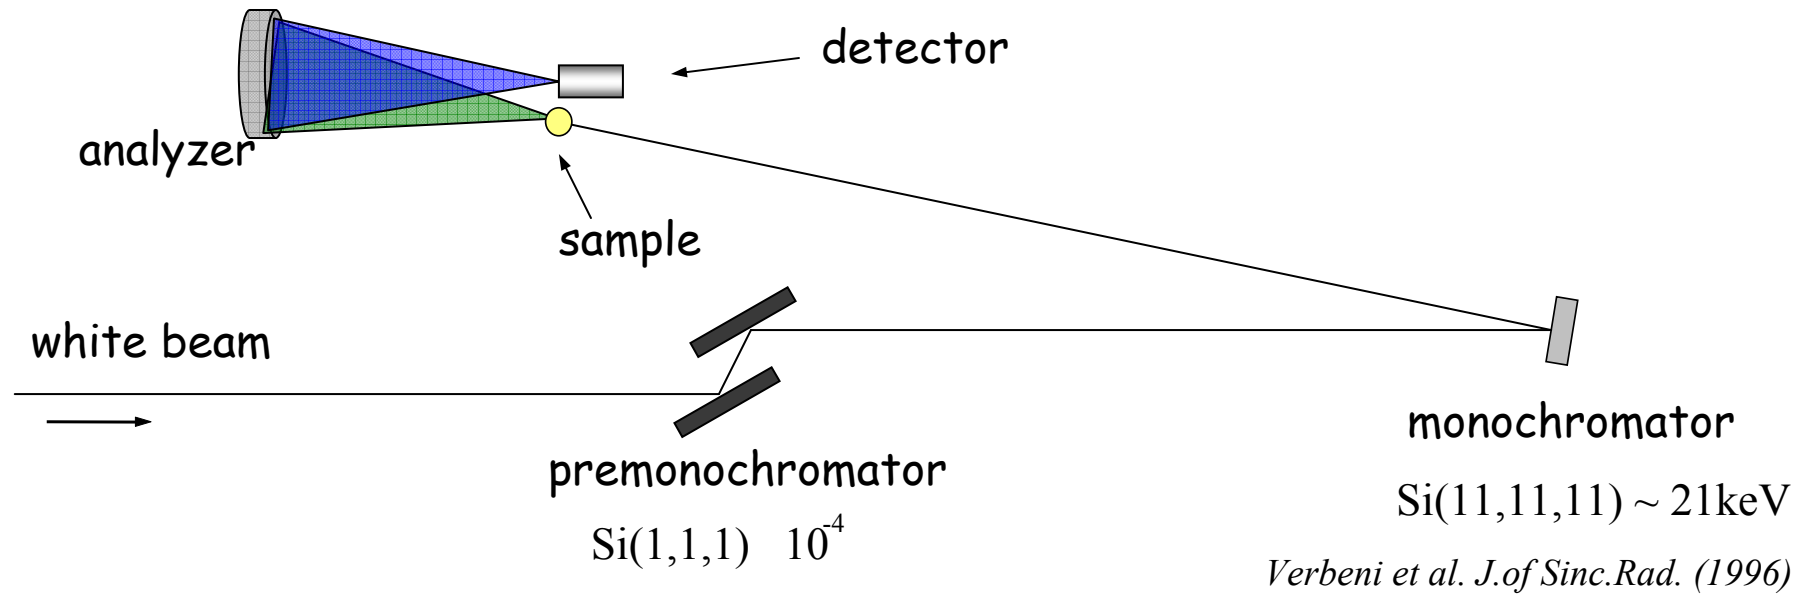 detector
analyzer
sample
white beam
monochromator
premonochromator
Si(11,11,11) ~ 21keV
Si(1,1,1) 10-4
Verbeni et al. J.of Sinc.Rad. (1996)